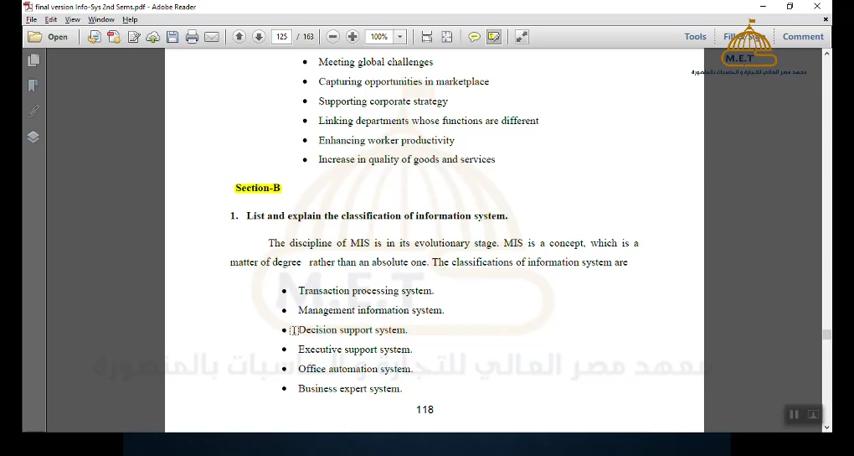 final version Info-Sys 2nd Sems.pdf - Adobe Reader
File Edit View Window Help
Open 125 / 163 100% Tools Fill & Sign Comment
M.E.T
معهد مصر العالي للتجارة و الحاسبات بالمنصورة
• Meeting global challenges
• Capturing opportunities in marketplace
• Supporting corporate strategy
• Linking departments whose functions are different
• Enhancing worker productivity
• Increase in quality of goods and services
Section-B
1. List and explain the classification of information system.
The discipline of MIS is in its evolutionary stage. MIS is a concept, which is a
matter of degree rather than an absolute one. The classifications of information system are
• Transaction processing system.
• Management information system.
• Decision support system.
• Executive support system.
• Office automation system.
• Business expert system.
M.E.T
معهد مصر العالي للتجارة و الحاسبات بالمنصورة
118